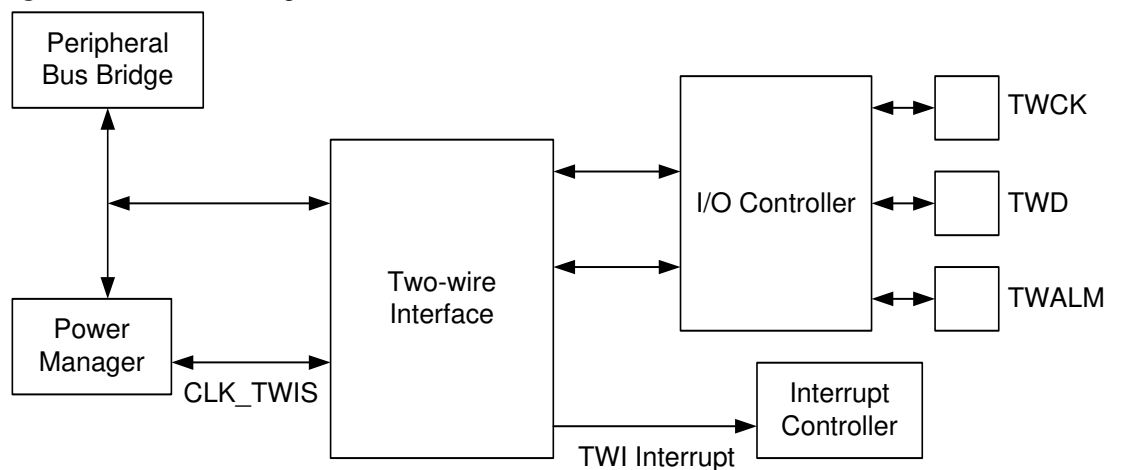 Peripheral
Bus Bridge
TWCK
I/O Controller
TWD
Two-wire
Interface
TWALM
Power
Manager
CLK_TWIS
Interrupt
Controller
TWI Interrupt